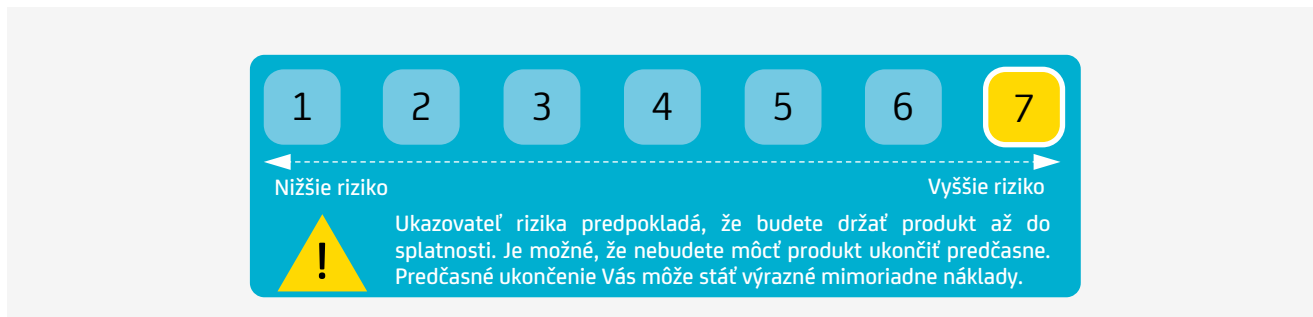 1 2 3 4 5 6 7
Nižšie riziko Vyššie riziko
!
Ukazovateľ rizika predpokladá, že budete držať produkt až do
splatnosti. Je možné, že nebudete môcť produkt ukončiť predčasne.
Predčasné ukončenie Vás môže stáť výrazné mimoriadne náklady.